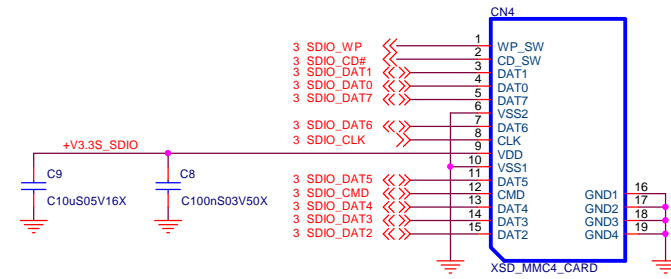 CN4
3 SDIO_WP 1 WP_SW
3 SDIO_CD# 2 CD_SW
3 SDIO_DAT1 3 DAT1
3 SDIO_DAT0 4 DAT0
3 SDIO_DAT7 5 DAT7
6 VSS2
3 SDIO_DAT6 7 DAT6
3 SDIO_CLK 8 CLK
+V3.3S_SDIO 9 VDD
10 VSS1
3 SDIO_DAT5 11 DAT5
3 SDIO_CMD 12 CMD GND1 16
3 SDIO_DAT4 13 DAT4 GND2 17
3 SDIO_DAT3 14 DAT3 GND3 18
3 SDIO_DAT2 15 DAT2 GND4 19
C9 C8
C10uS05V16X C100nS03V50X
XSD_MMC4_CARD